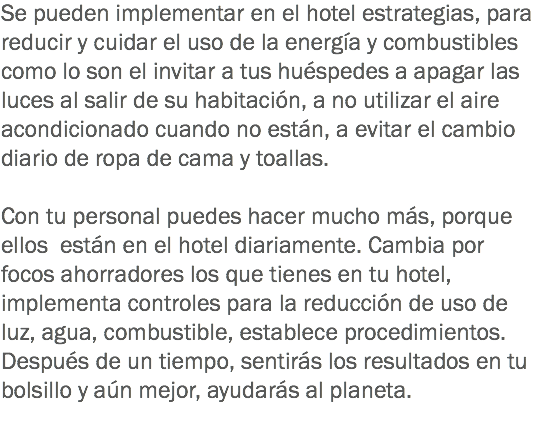 Se pueden implementar en el hotel estrategias, para
reducir y cuidar el uso de la energía y combustibles
como lo son el invitar a tus huéspedes a apagar las
luces al salir de su habitación, a no utilizar el aire
acondicionado cuando no están, a evitar el cambio
diario de ropa de cama y toallas.

Con tu personal puedes hacer mucho más, porque
ellos  están en el hotel diariamente. Cambia por
focos ahorradores los que tienes en tu hotel,
implementa controles para la reducción de uso de
luz, agua, combustible, establece procedimientos.
Después de un tiempo, sentirás los resultados en tu
bolsillo y aún mejor, ayudarás al planeta.